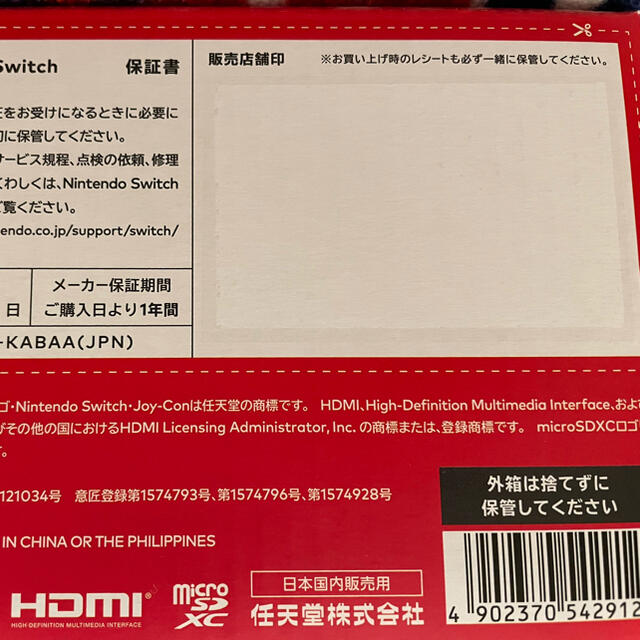 Switch 保証書
をお受けになるときに必要に
に保管してください。
サービス規程、点検の依頼、修理
くわしくは、Nintendo Switch
ご覧ください。
endo.co.jp/support/switch/
日
メーカー保証期間
ご購入日より1年間
-KABAA(JPN)
販売店舗印 ※お買い上げ時のレシートも必ず一緒に保管してください。
ゴ・Nintendo Switch・Joy-Conは任天堂の商標です。 HDMI、High-Definition Multimedia Interface、およ
びその他の国におけるHDMI Licensing Administrator, Inc. の商標または、登録商標です。 microSDXCロゴ
す。
121034号 意匠登録第1574793号、第1574796号、第1574928号
IN CHINA OR THE PHILIPPINES
外箱は捨てずに
保管してください
HDMI
HIGH-DEFINITION MULTIMEDIA INTERFACE
micro
SD
XC
日本国内販売用
任天堂株式会社
4 902370 542912